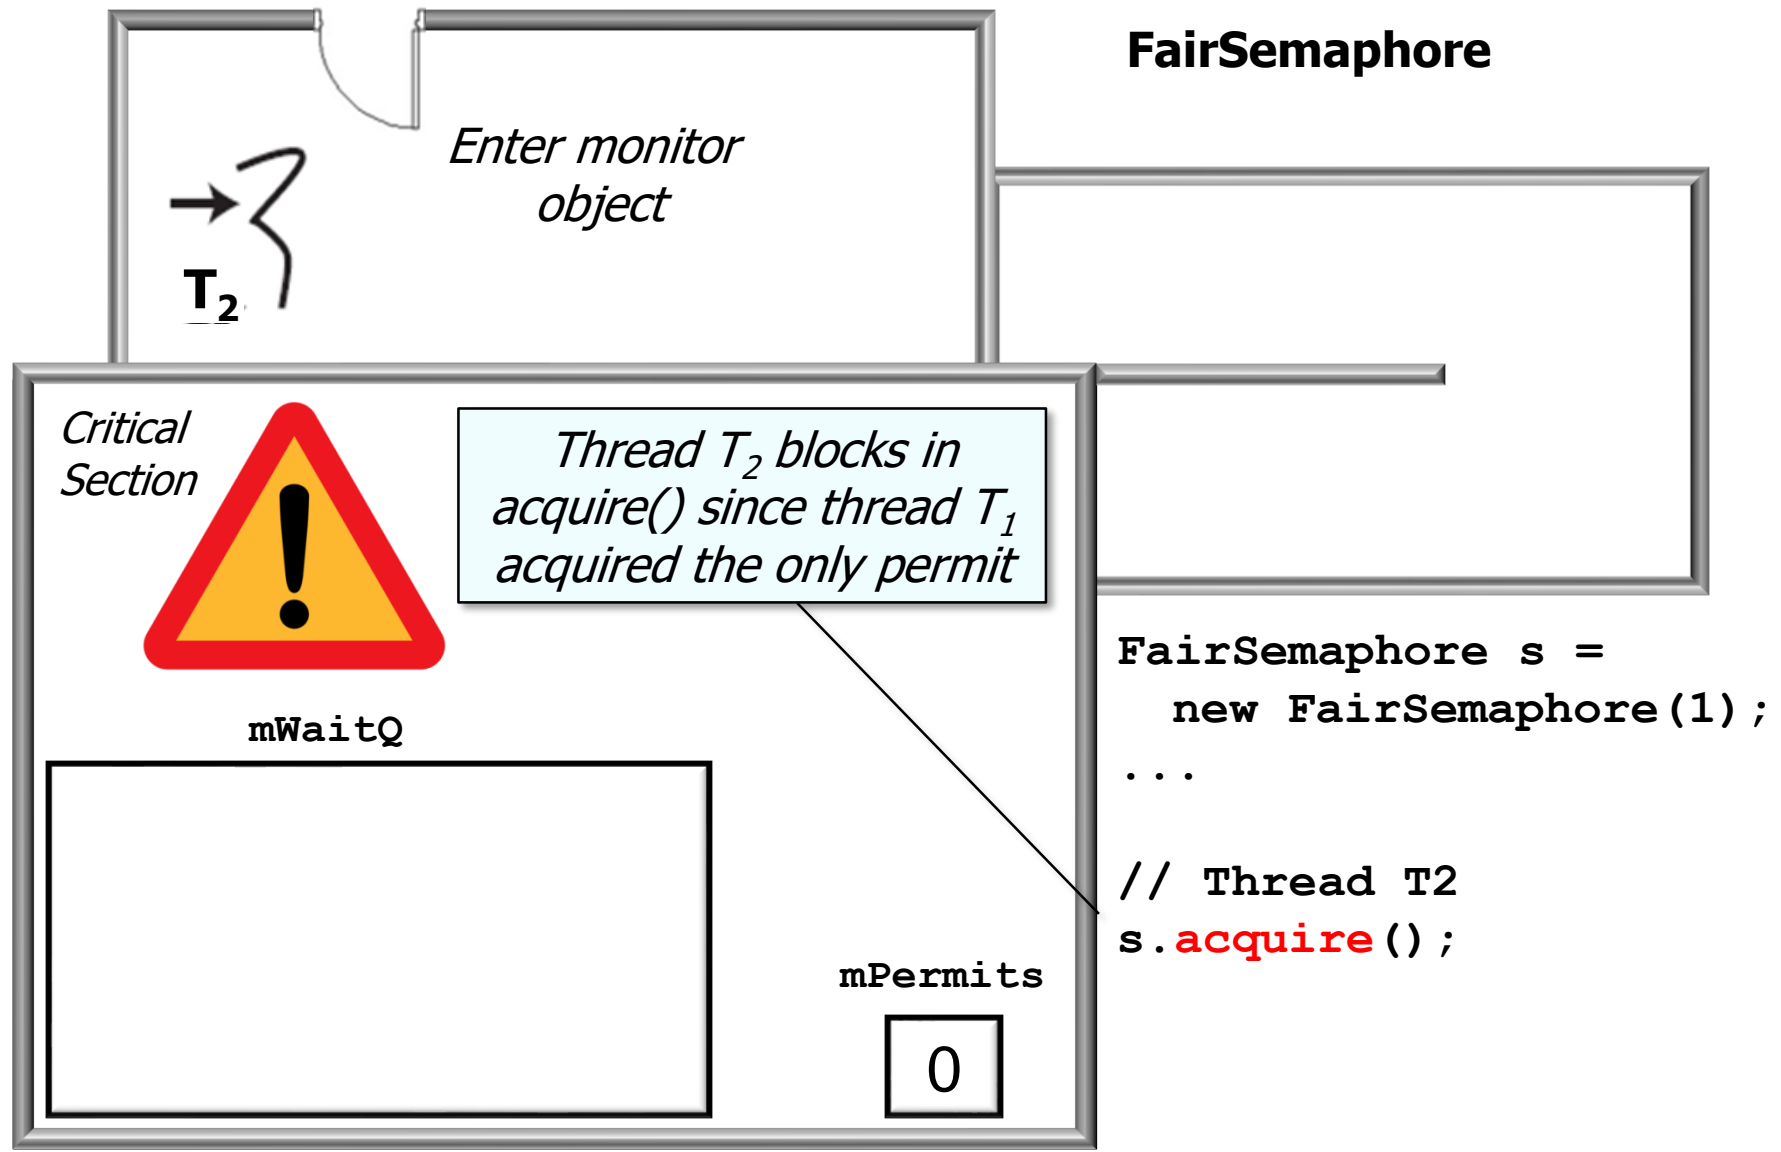 FairSemaphore
Enter monitor
object
T2
Critical
Section
Thread T2 blocks in
acquire() since thread T1
acquired the only permit
mWaitQ
mPermits
0
FairSemaphore s =
new FairSemaphore(1);
...
// Thread T2
s.acquire();